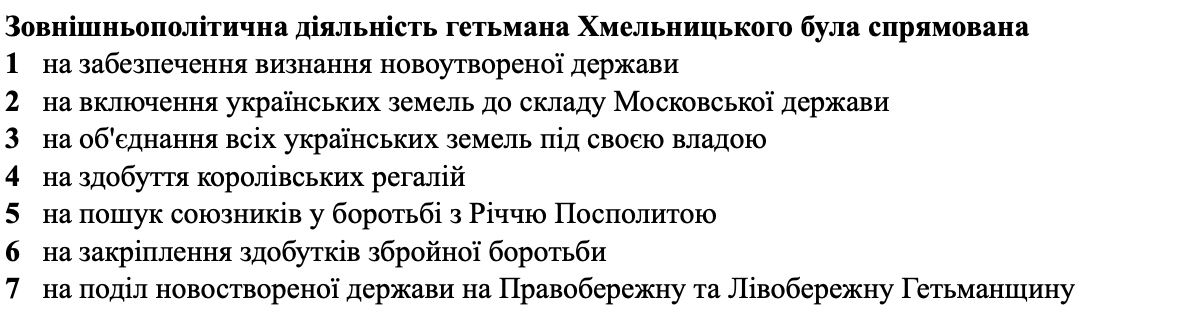 Зовнішньополітична діяльність гетьмана Хмельницького була спрямована
1 на забезпечення визнання новоутвореної держави
2 на включення українських земель до складу Московської держави
3 на об'єднання всіх українських земель під своєю владою
4 на здобуття королівських регалій
5 на пошук союзників у боротьбі з Річчю Посполитою
6 на закріплення здобутків збройної боротьби
7 на поділ новоствореної держави на Правобережну та Лівобережну Гетьманщину